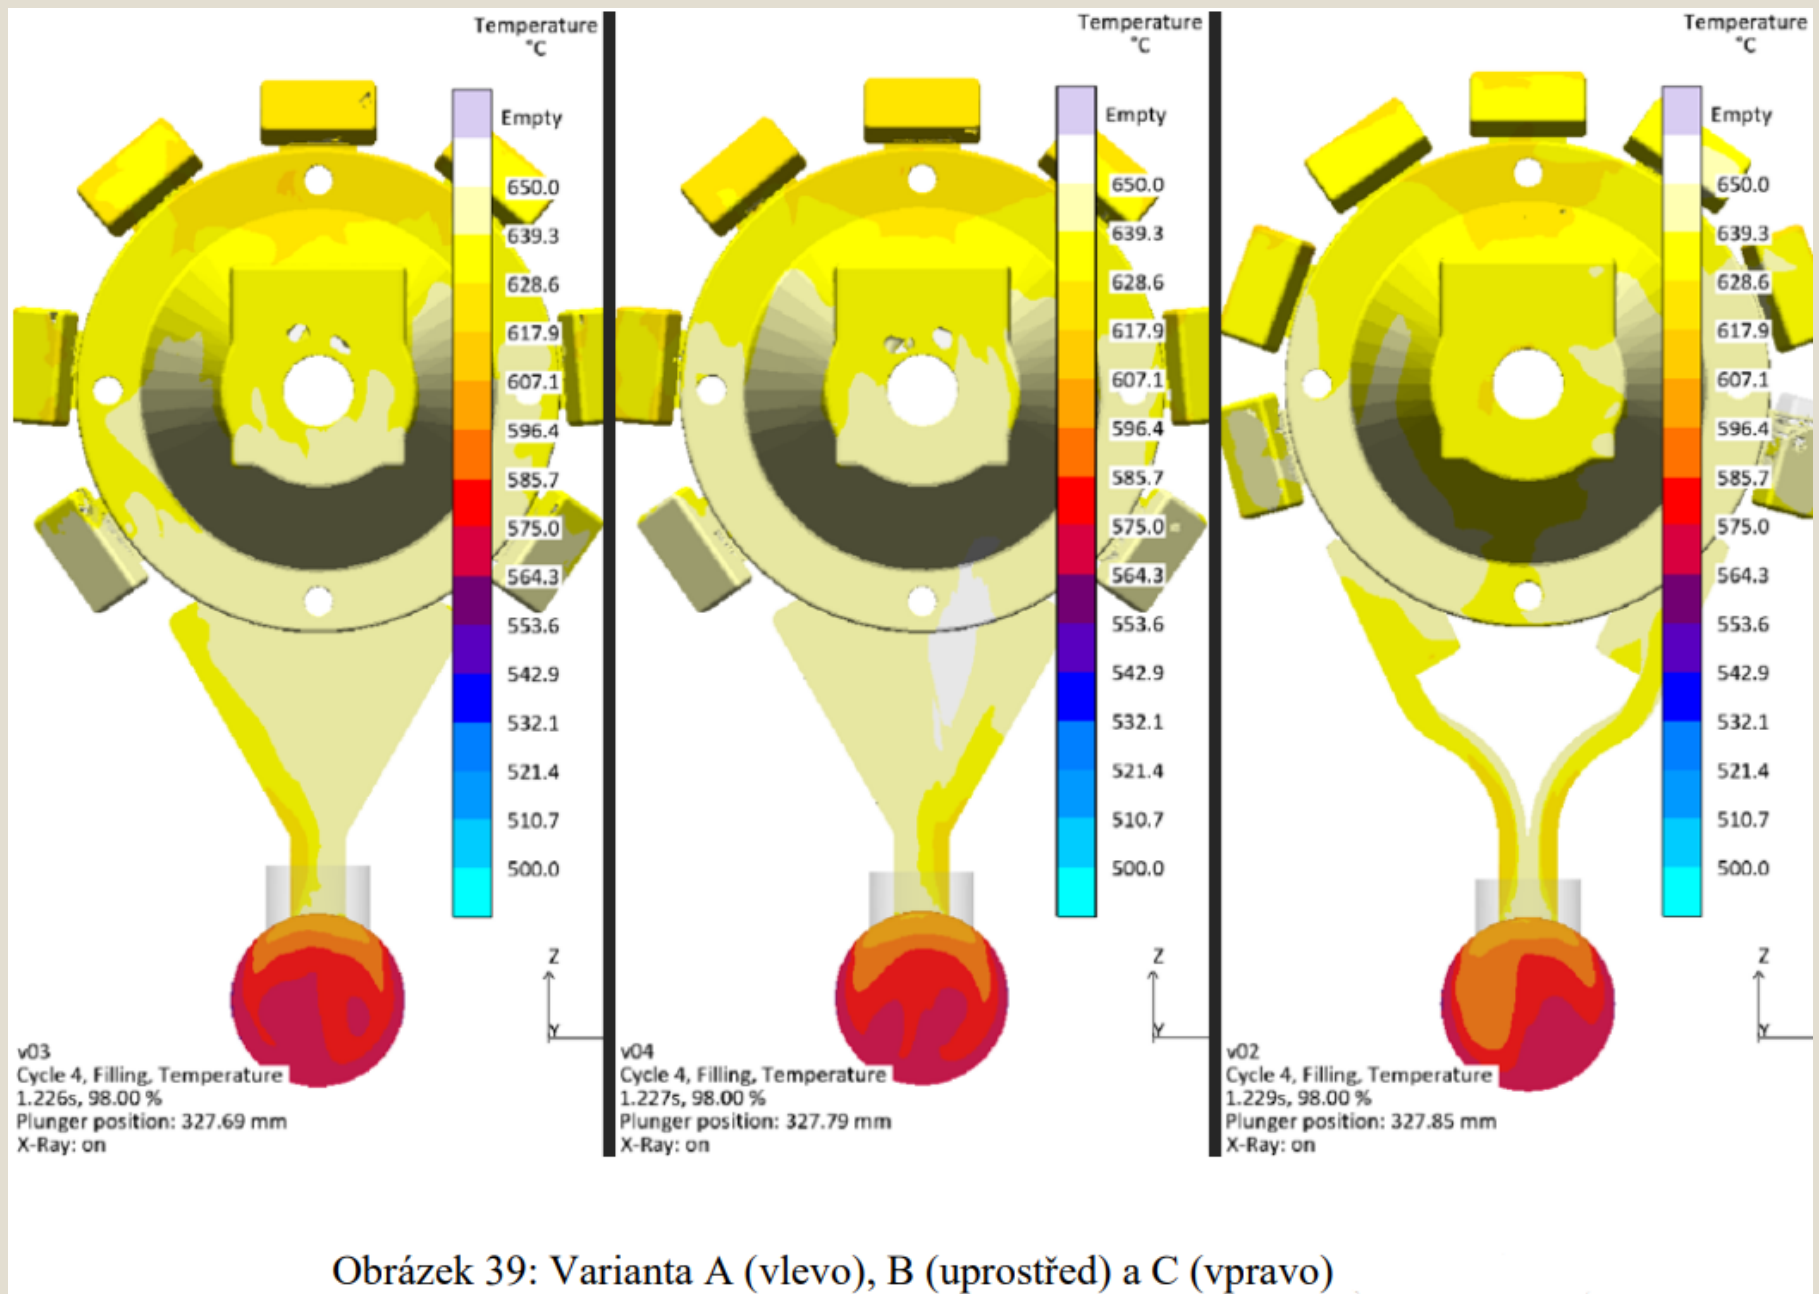 Temperature
°C
Empty
650.0
639.3
628.6
617.9
607.1
596.4
585.7
575.0
564.3
553.6
542.9
532.1
521.4
510.7
500.0
Z
Y
v03
Cycle 4, Filling, Temperature
1.226s, 98.00 %
Plunger position: 327.69 mm
X-Ray: on
Temperature
°C
Empty
650.0
639.3
628.6
617.9
607.1
596.4
585.7
575.0
564.3
553.6
542.9
532.1
521.4
510.7
500.0
Z
Y
v04
Cycle 4, Filling, Temperature
1.227s, 98.00 %
Plunger position: 327.79 mm
X-Ray: on
Temperature
°C
Empty
650.0
639.3
628.6
617.9
607.1
596.4
585.7
575.0
564.3
553.6
542.9
532.1
521.4
510.7
500.0
Z
Y
v02
Cycle 4, Filling, Temperature
1.229s, 98.00 %
Plunger position: 327.85 mm
X-Ray: on
Obrázek 39: Varianta A (vlevo), B (uprostřed) a C (vpravo)